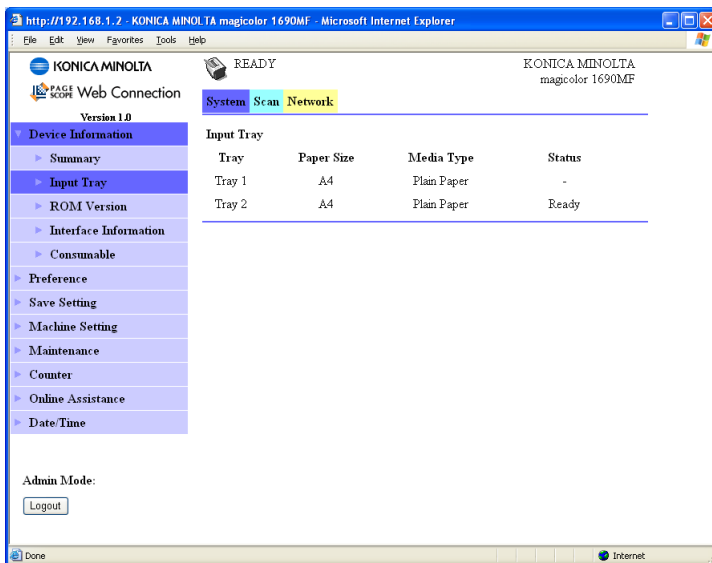 http://192.168.1.2 - KONICA MINOLTA magicolor 1690MF - Microsoft Internet Explorer
File Edit View Favorites Tools Help
KONICA MINOLTA
PAGE SCOPE Web Connection
Version 1.0
READY
KONICA MINOLTA
magicolor 1690MF
System Scan Network
Device Information
Summary
Input Tray
ROM Version
Interface Information
Consumable
Preference
Save Setting
Machine Setting
Maintenance
Counter
Online Assistance
Date/Time
Admin Mode:
Logout
Input Tray
Tray Paper Size Media Type Status
Tray 1 A4 Plain Paper -
Tray 2 A4 Plain Paper Ready
Done
Internet